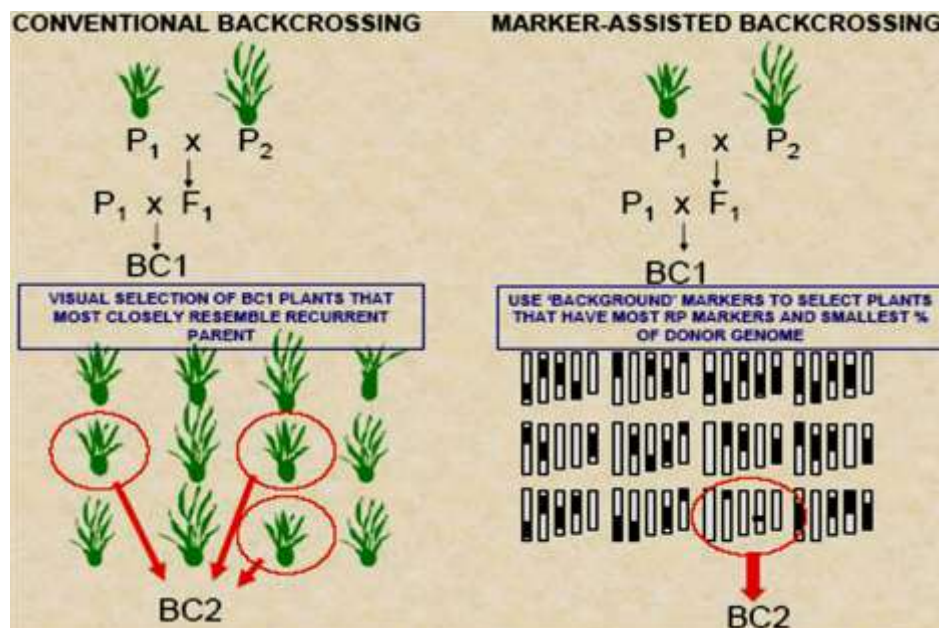 CONVENTIONAL BACKCROSSING
P₁ x P₂
P₁ x F₁
BC1
VISUAL SELECTION OF BC1 PLANTS THAT
MOST CLOSELY RESEMBLE RECURRENT
PARENT
BC2
MARKER-ASSISTED BACKCROSSING
P₁ x P₂
P₁ x F₁
BC1
USE ‘BACKGROUND’ MARKERS TO SELECT PLANTS
THAT HAVE MOST RP MARKERS AND SMALLEST %
OF DONOR GENOME
BC2